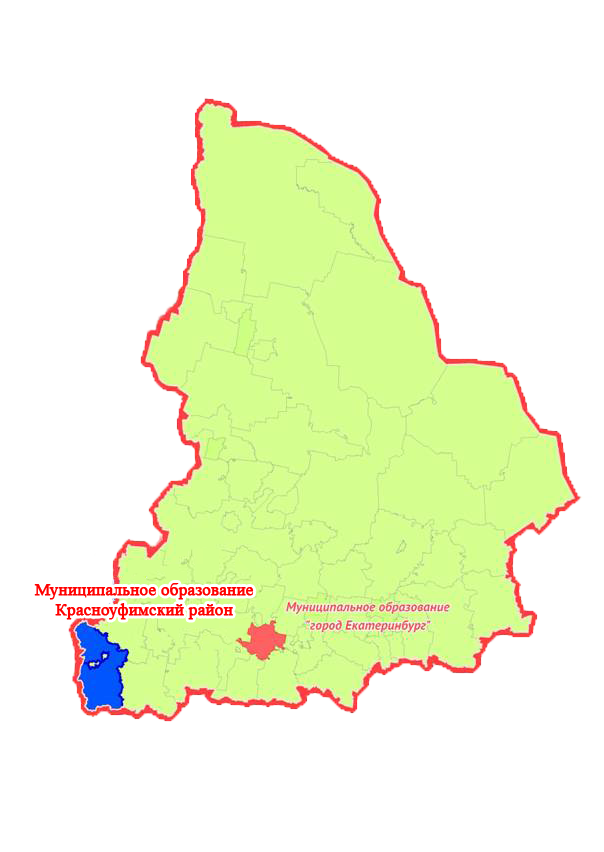 Муниципальное образование
Красноуфимский район
Муниципальное образование
"город Екатеринбург"